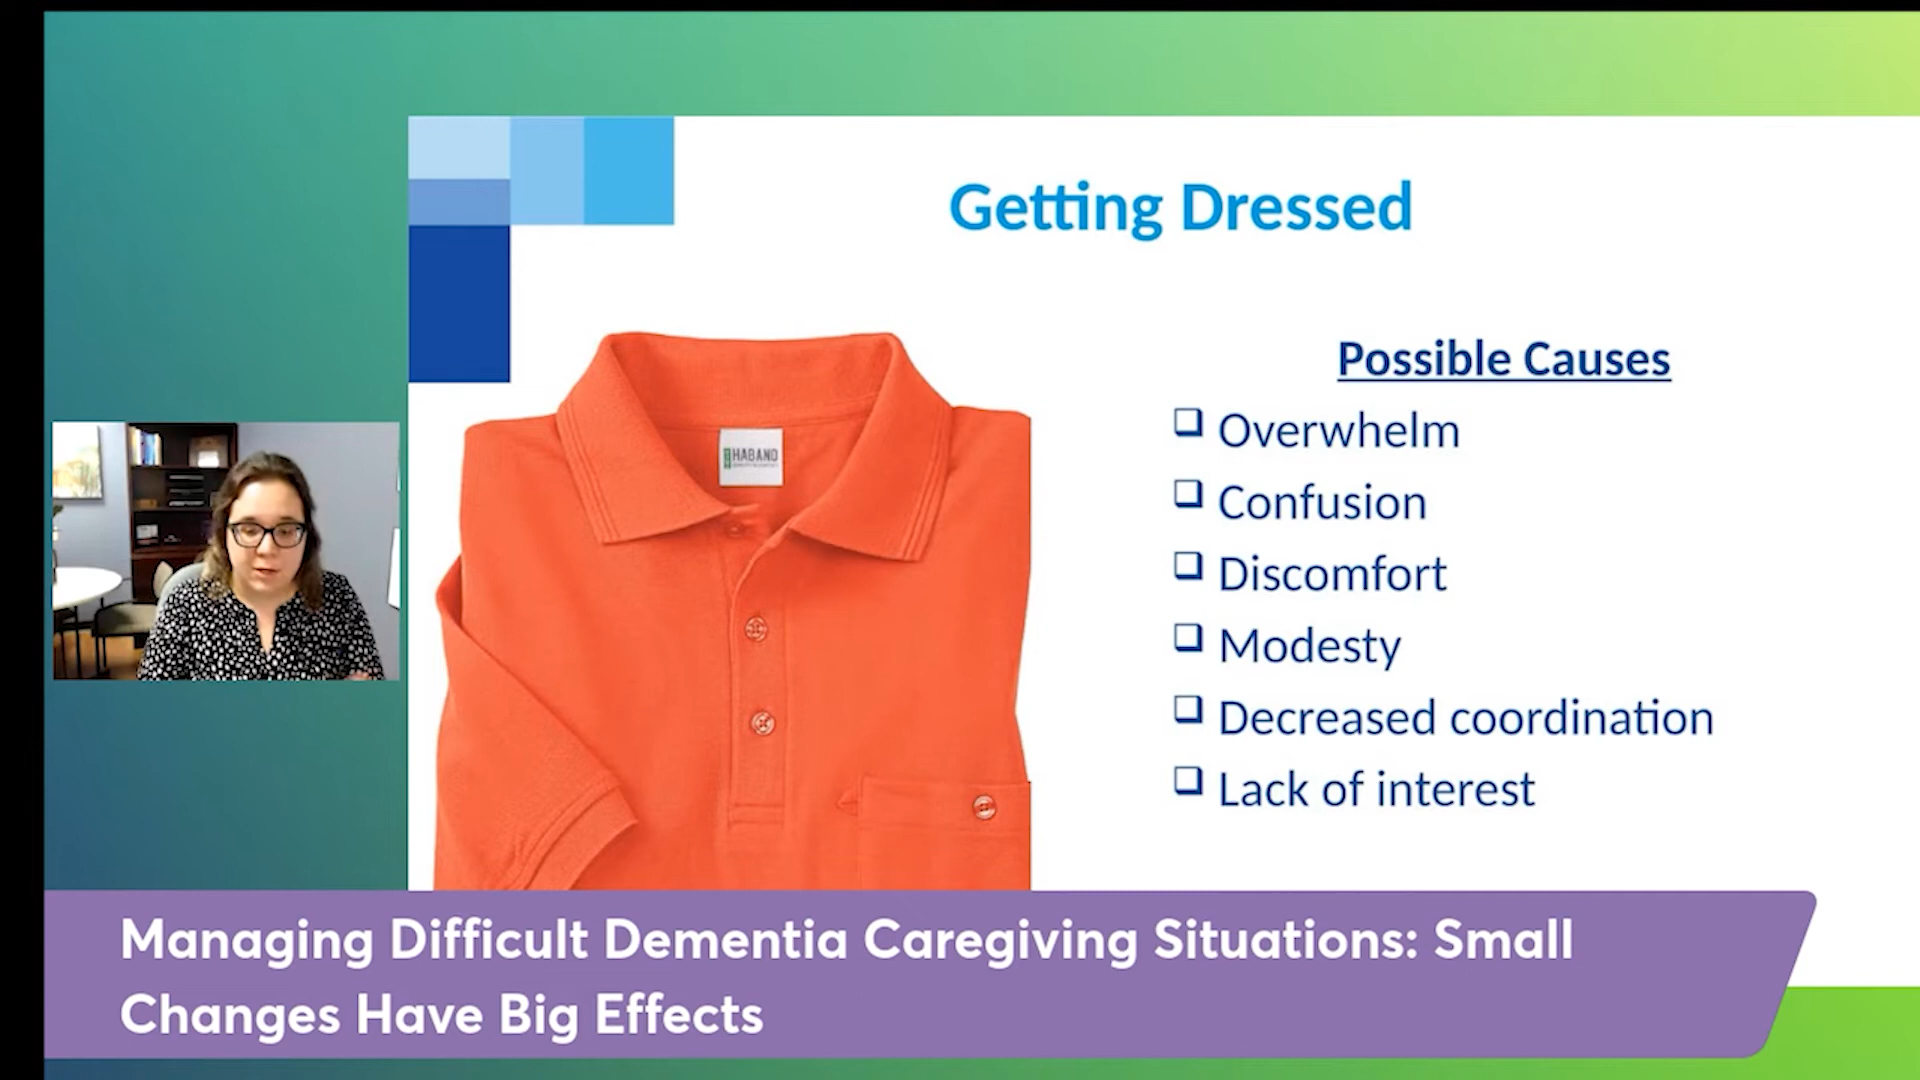 Getting Dressed
HABAND
Possible Causes
Overwhelm
Confusion
Discomfort
Modesty
Decreased coordination
Lack of interest
Managing Difficult Dementia Caregiving Situations: Small
Changes Have Big Effects